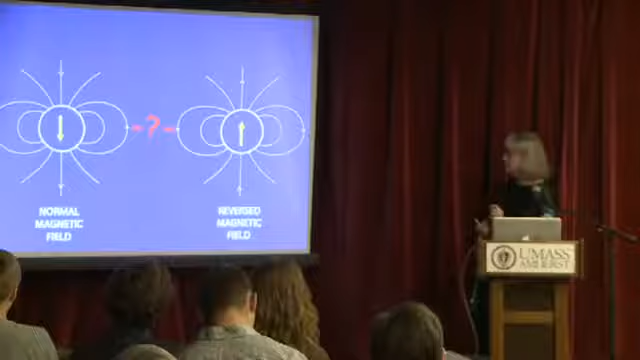 -?-
NORMAL
MAGNETIC
FIELD
REVERSED
MAGNETIC
FIELD
UMASS
AMHERST